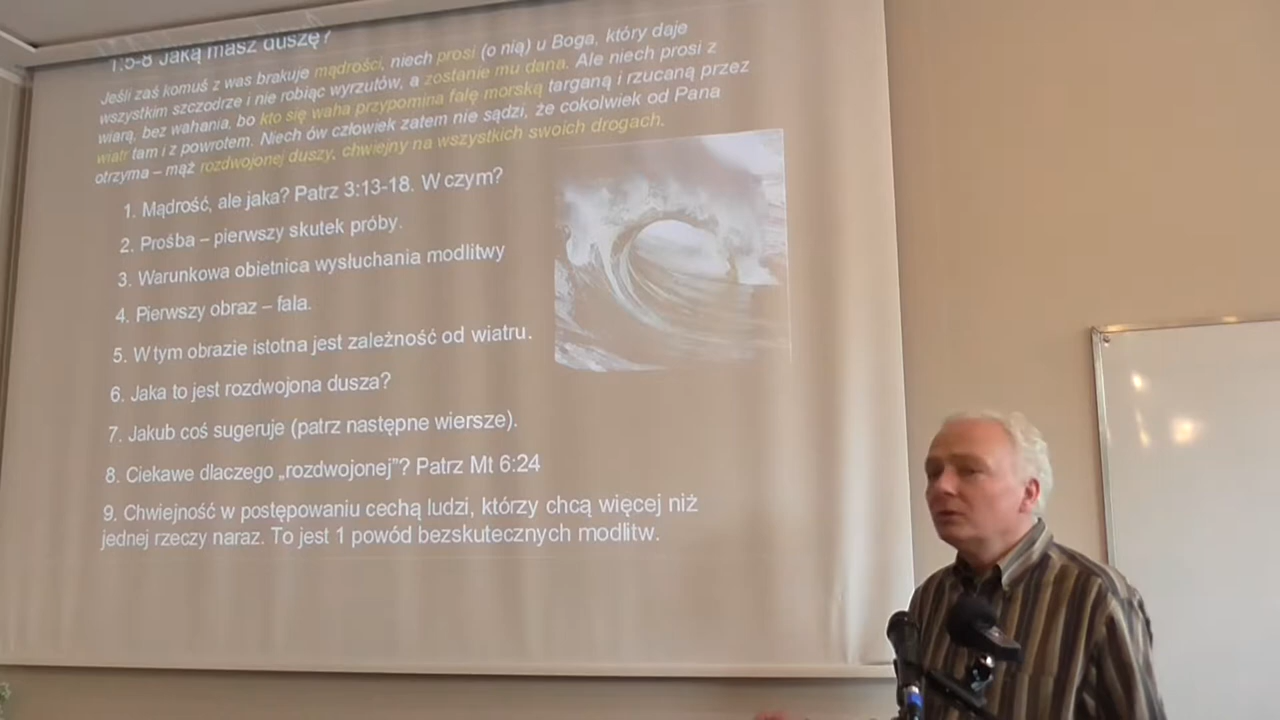 1:5-8 Jaką masz duszę?
Jeśli zaś komuś z was brakuje mądrości, niech prosi (o nią) u Boga, który daje
wszystkim szczodrze i nie robiąc wyrzutów, a zostanie mu dana. Ale niech prosi z
wiarą, bez wahania, bo kto się waha przypomina falę morską targaną i rzucaną przez
wiatr tam i z powrotem. Niech ów człowiek zatem nie sądzi, że cokolwiek od Pana
otrzyma – mąż rozdwojonej duszy, chwiejny na wszystkich swoich drogach.
1. Mądrość, ale jaka? Patrz 3:13-18. W czym?
2. Prośba – pierwszy skutek próby.
3. Warunkowa obietnica wysłuchania modlitwy
4. Pierwszy obraz – fala.
5. W tym obrazie istotna jest zależność od wiatru.
6. Jaka to jest rozdwojona dusza?
7. Jakub coś sugeruje (patrz następne wiersze).
8. Ciekawe dlaczego „rozdwojonej”? Patrz Mt 6:24
9. Chwiejność w postępowaniu cechą ludzi, którzy chcą więcej niż
jednej rzeczy naraz. To jest 1 powód bezskutecznych modlitw.